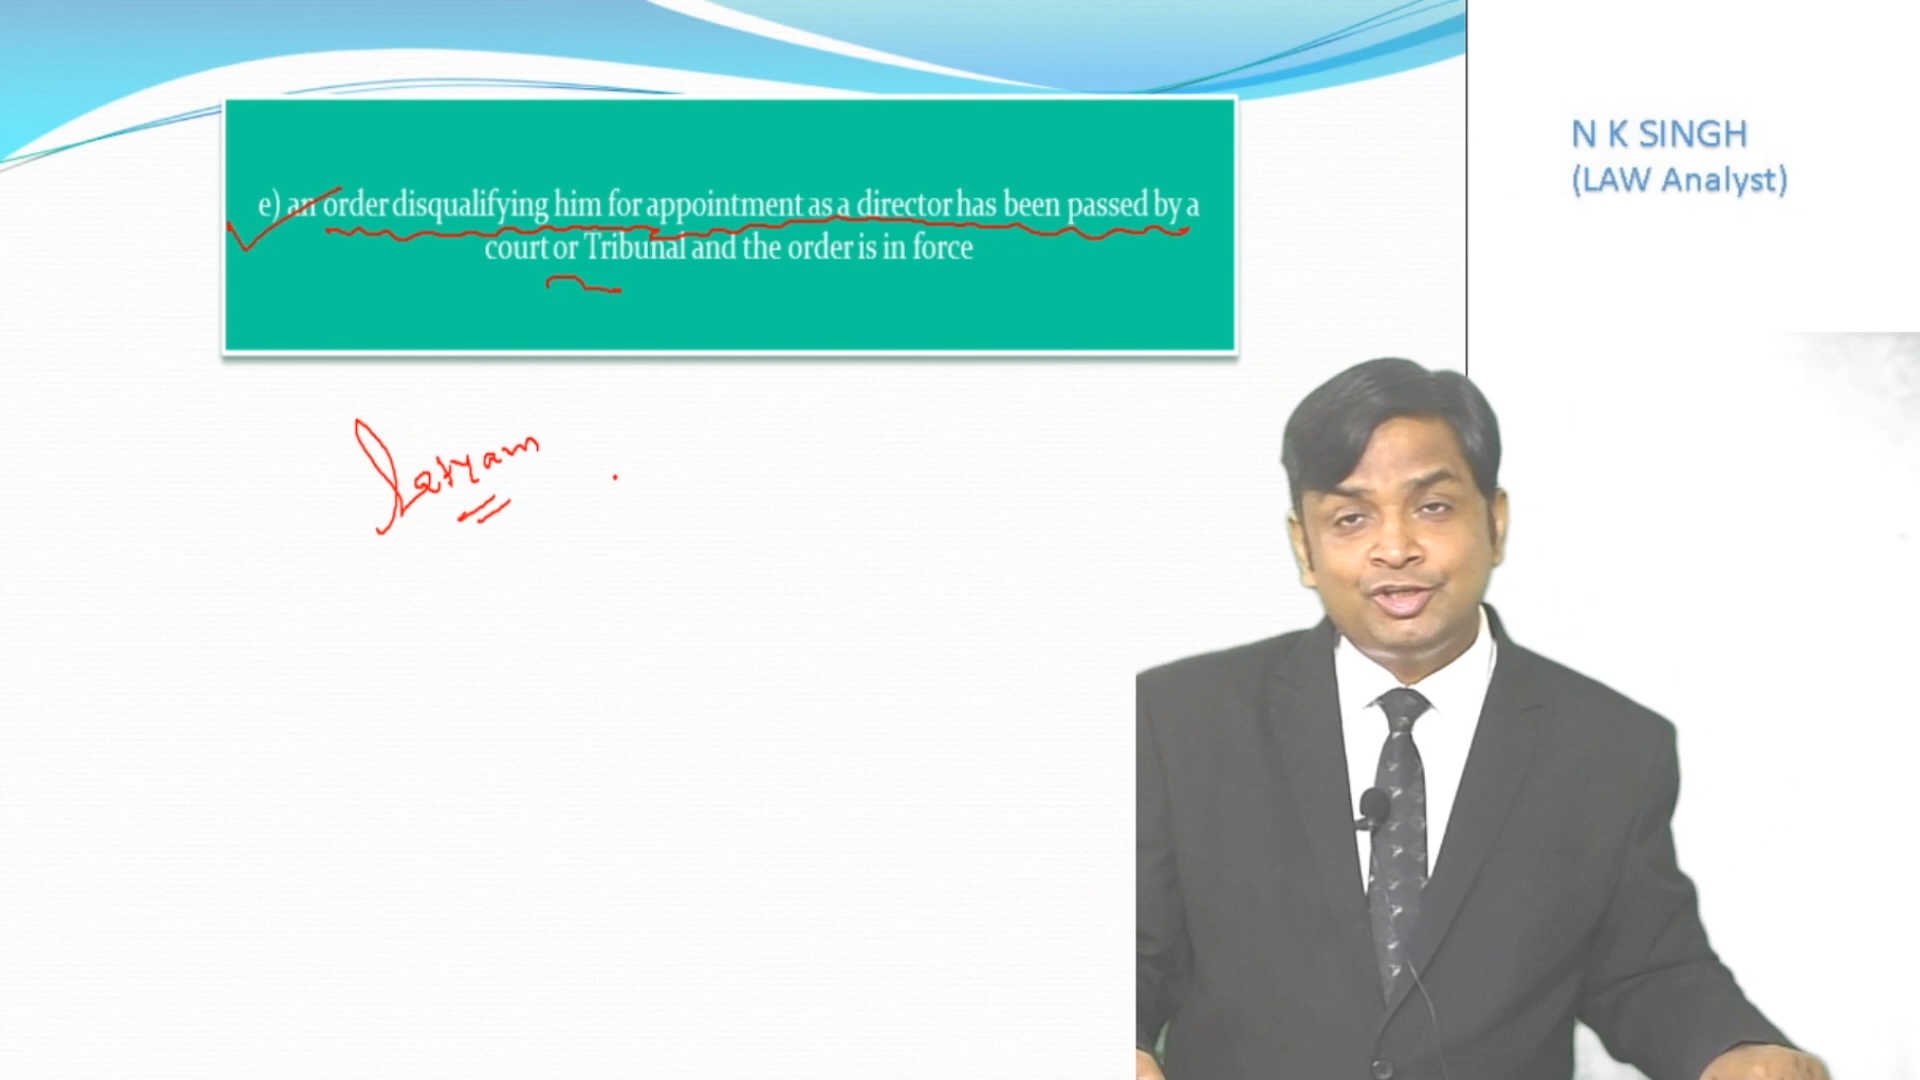 e) an order disqualifying him for appointment as a director has been passed by a
court or Tribunal and the order is in force
N K SINGH
(LAW Analyst)
Satyam